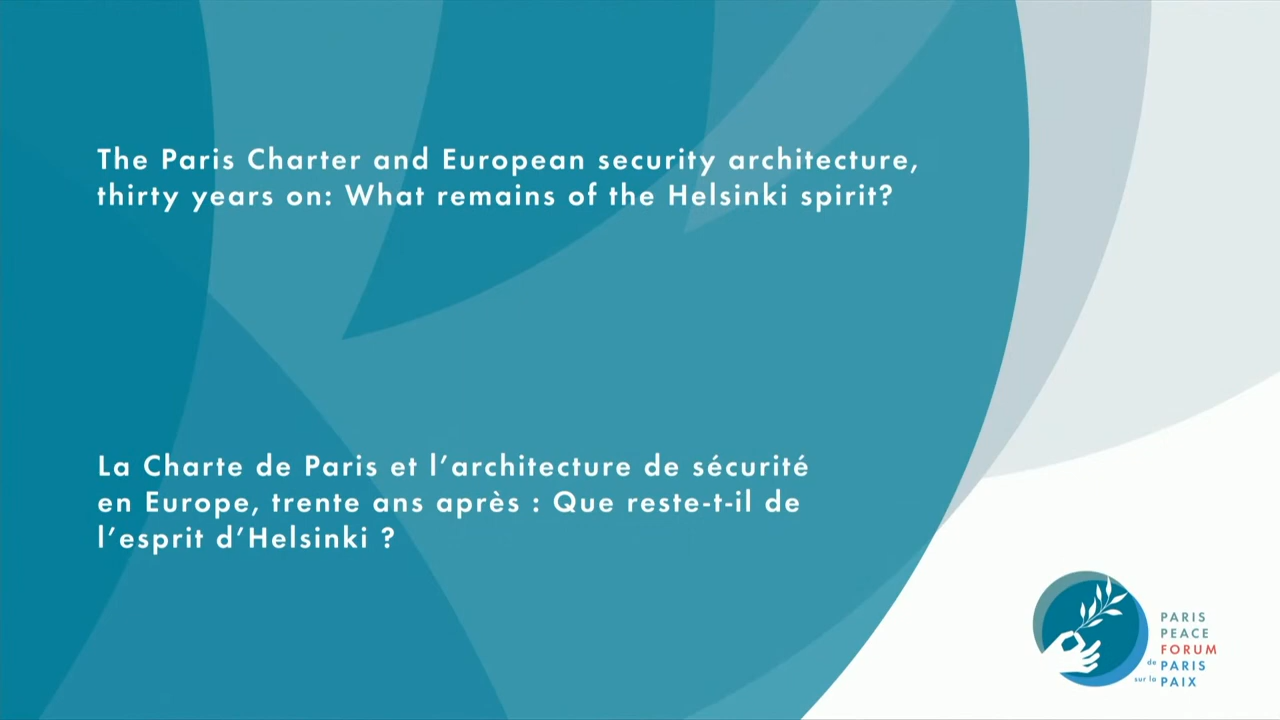 The Paris Charter and European security architecture,
thirty years on: What remains of the Helsinki spirit?
La Charte de Paris et l’architecture de sécurité
en Europe, trente ans après : Que reste-t-il de
l’esprit d’Helsinki ?
PARIS
PEACE
FORUM
de PARIS
sur la PAIX